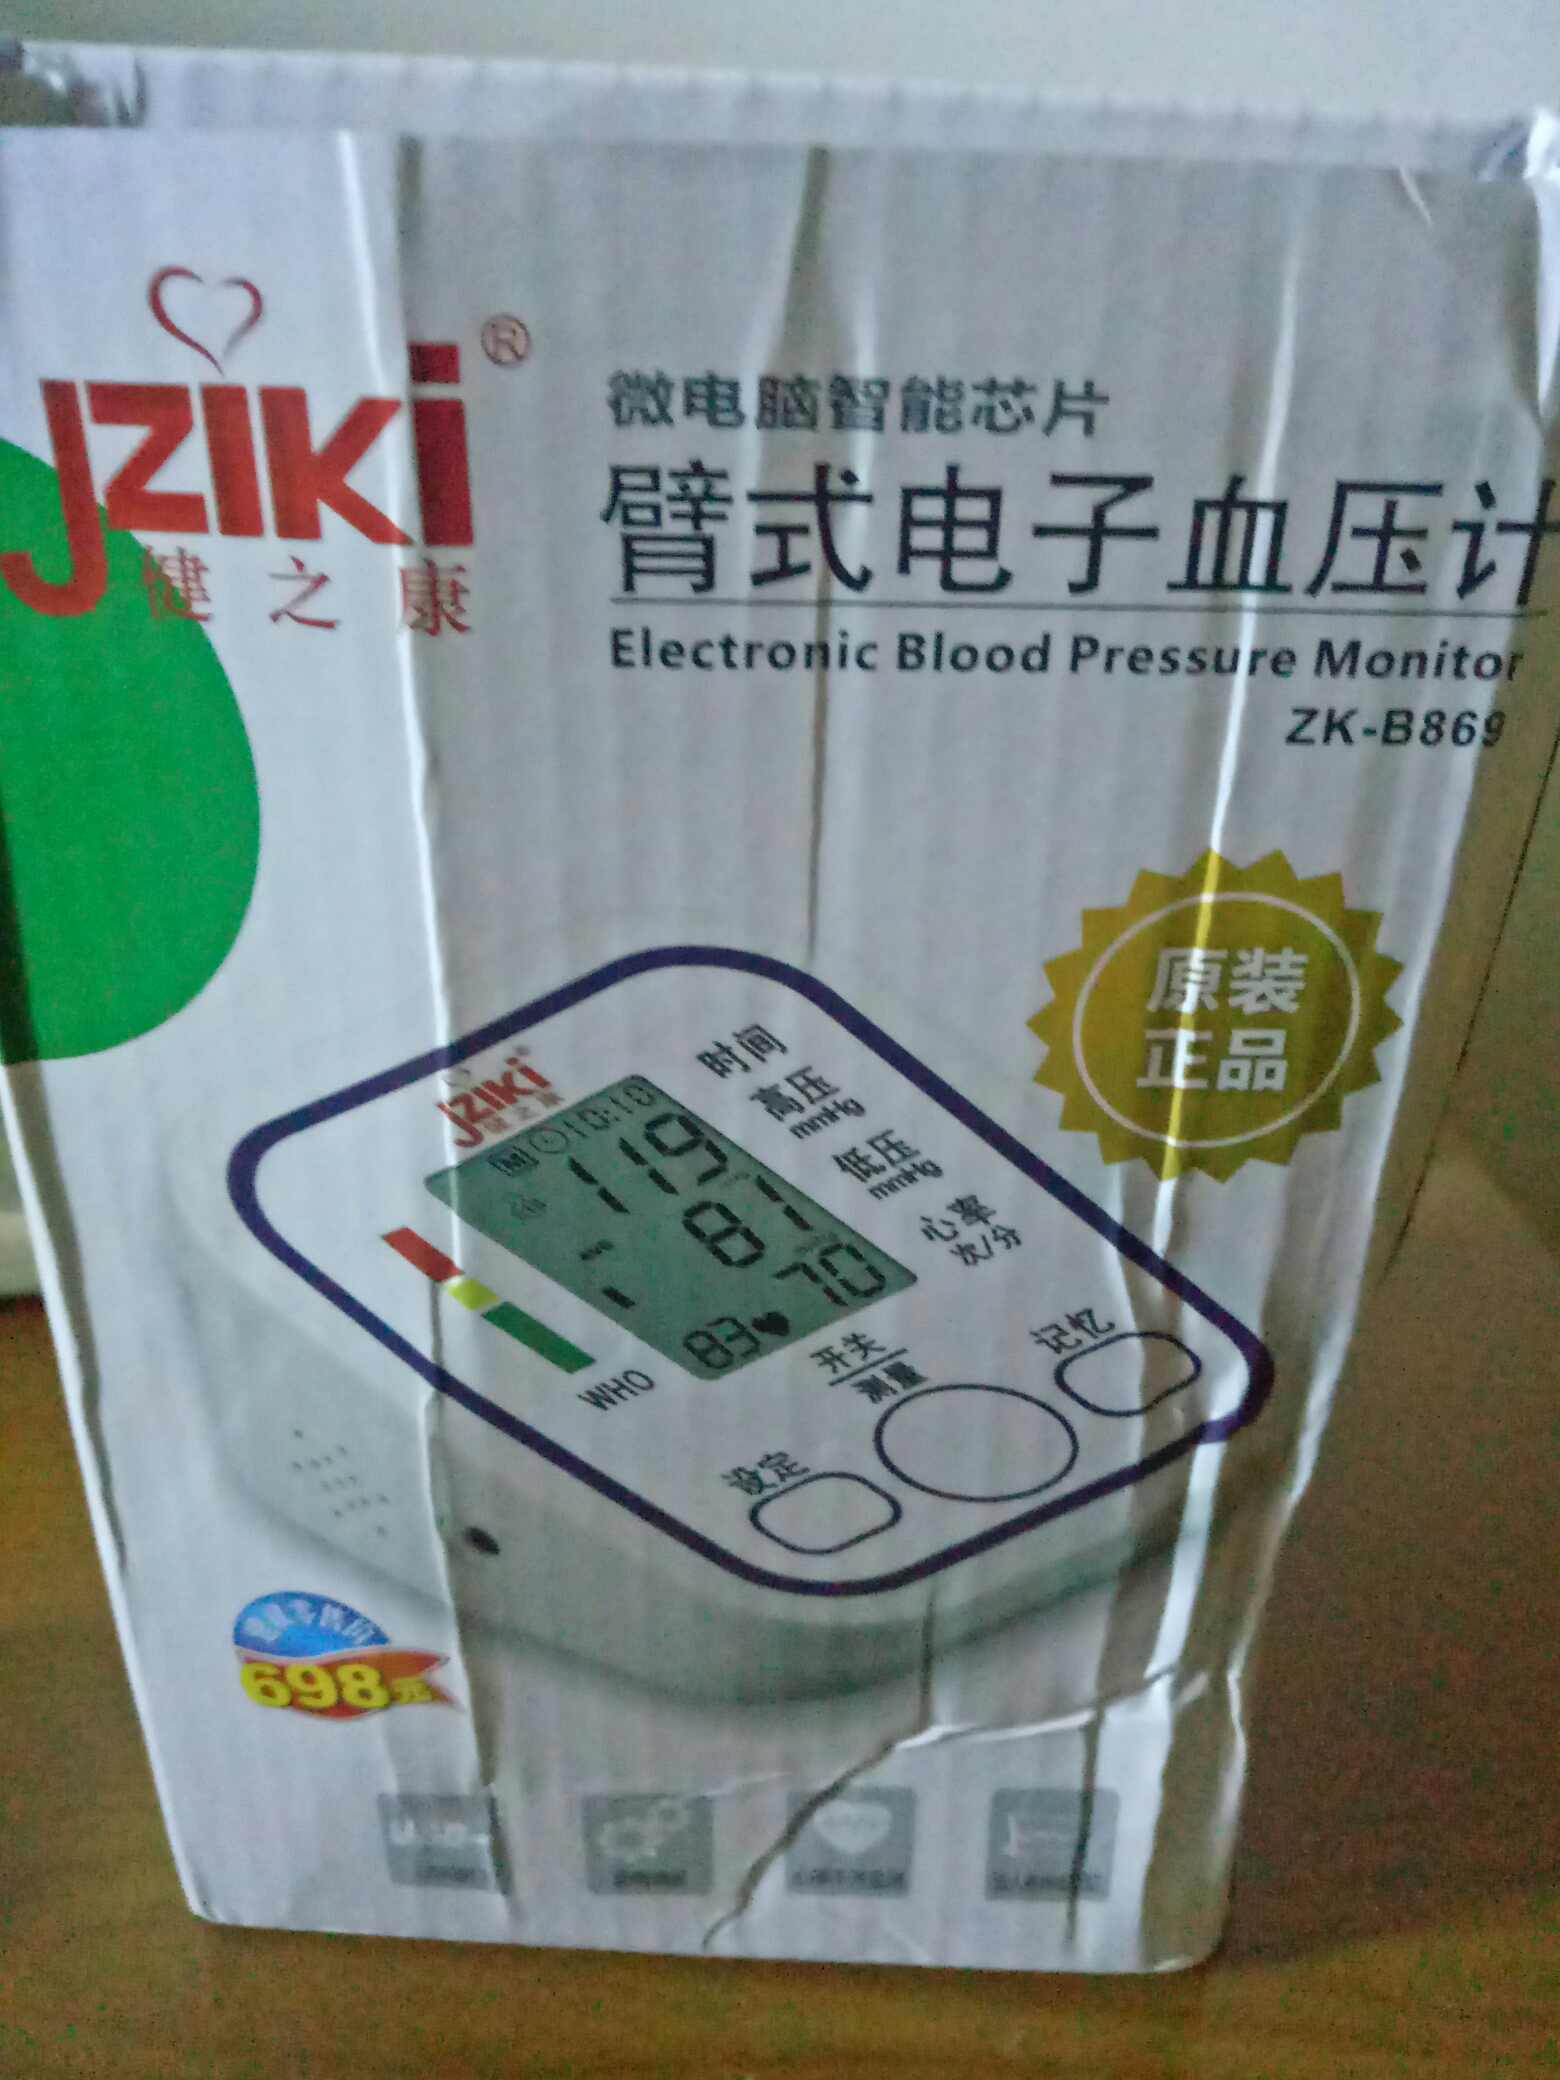 JZIKI®
健之康
微电脑智能芯片
臂式电子血压计
Electronic Blood Pressure Monitor
ZK-B869
原装
正品
JZIKI
健之康
时间
高压
mmHg
低压
mmHg
心率
次/分
M 10:10
119
81
70
83
WHO
开关
测量
记忆
设定
698元